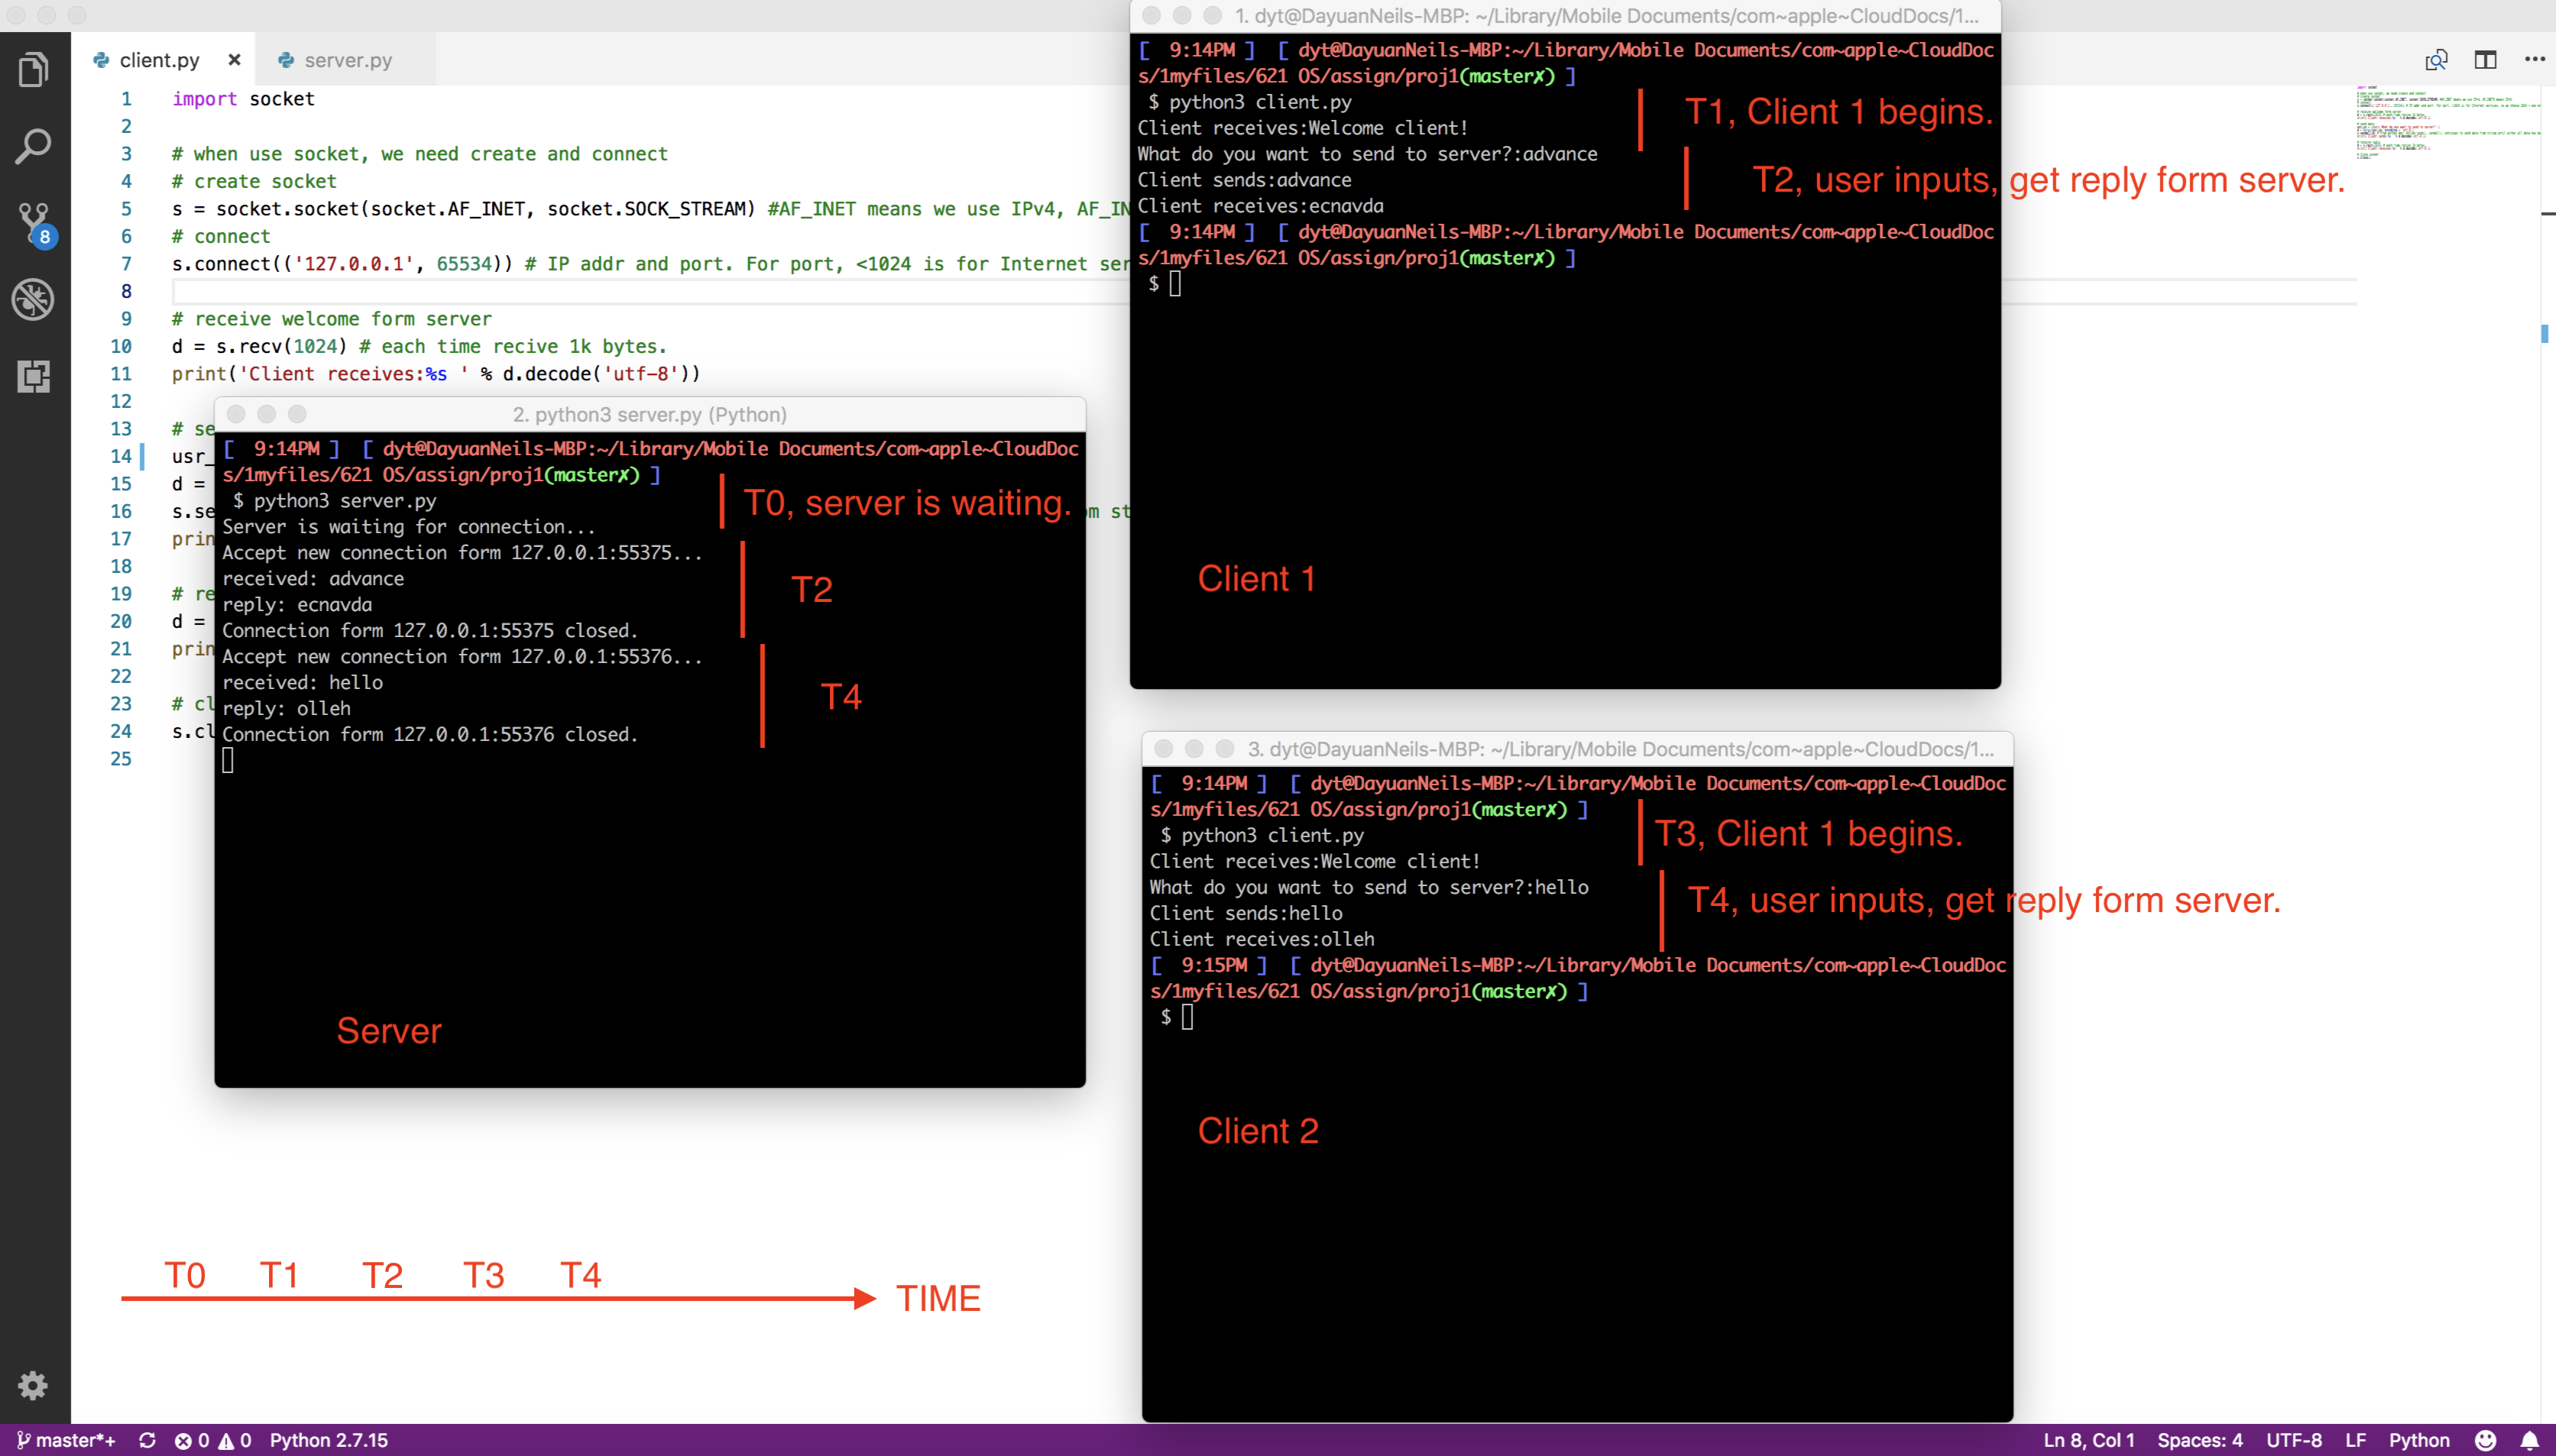 client.py
server.py
1 import socket
2
3 # when use socket, we need create and connect
4 # create socket
5 s = socket.socket(socket.AF_INET, socket.SOCK_STREAM) #AF_INET means we use IPv4, AF_IN
6 # connect
7 s.connect(('127.0.0.1', 65534)) # IP addr and port. For port, <1024 is for Internet ser
8
9 # receive welcome form server
10 d = s.recv(1024) # each time recive 1k bytes.
11 print('Client receives:%s ' % d.decode('utf-8'))
12
13 # se
14 usr_
15 d =
16 s.se
m st
17 prin
18
19 # re
20 d =
21 prin
22
23 # cl
24 s.cl
25
8
2. python3 server.py (Python)
[ 9:14PM ] [ dyt@DayuanNeils-MBP:~/Library/Mobile Documents/com~apple~CloudDoc
s/1myfiles/621 OS/assign/proj1(master✗) ]
$ python3 server.py
Server is waiting for connection...
Accept new connection form 127.0.0.1:55375...
received: advance
reply: ecnavda
Connection form 127.0.0.1:55375 closed.
Accept new connection form 127.0.0.1:55376...
received: hello
reply: olleh
Connection form 127.0.0.1:55376 closed.
T0, server is waiting.
T2
T4
Server
1. dyt@DayuanNeils-MBP: ~/Library/Mobile Documents/com~apple~CloudDocs/1...
[ 9:14PM ] [ dyt@DayuanNeils-MBP:~/Library/Mobile Documents/com~apple~CloudDoc
s/1myfiles/621 OS/assign/proj1(master✗) ]
$ python3 client.py
Client receives:Welcome client!
What do you want to send to server?:advance
Client sends:advance
Client receives:ecnavda
[ 9:14PM ] [ dyt@DayuanNeils-MBP:~/Library/Mobile Documents/com~apple~CloudDoc
s/1myfiles/621 OS/assign/proj1(master✗) ]
$
T1, Client 1 begins.
T2, user inputs, get reply form server.
Client 1
3. dyt@DayuanNeils-MBP: ~/Library/Mobile Documents/com~apple~CloudDocs/1...
[ 9:14PM ] [ dyt@DayuanNeils-MBP:~/Library/Mobile Documents/com~apple~CloudDoc
s/1myfiles/621 OS/assign/proj1(master✗) ]
$ python3 client.py
Client receives:Welcome client!
What do you want to send to server?:hello
Client sends:hello
Client receives:olleh
[ 9:15PM ] [ dyt@DayuanNeils-MBP:~/Library/Mobile Documents/com~apple~CloudDoc
s/1myfiles/621 OS/assign/proj1(master✗) ]
$
T3, Client 1 begins.
T4, user inputs, get reply form server.
Client 2
T0 T1 T2 T3 T4
TIME
master*+ 0 0 Python 2.7.15
Ln 8, Col 1 Spaces: 4 UTF-8 LF Python